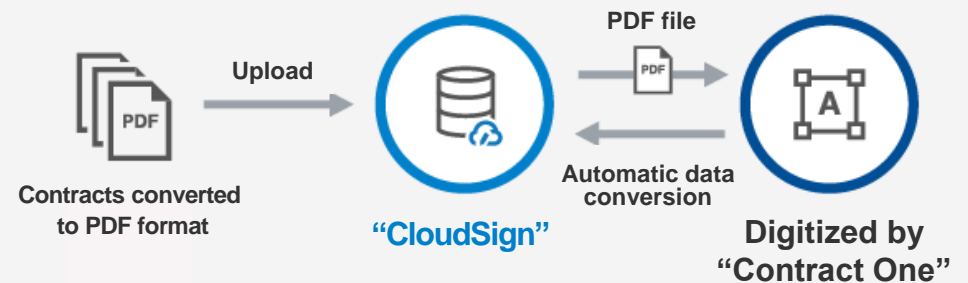 PDF file
Upload
PDF
PDF
A
Automatic data
conversion
Contracts converted
to PDF format
“CloudSign”
Digitized by
“Contract One”